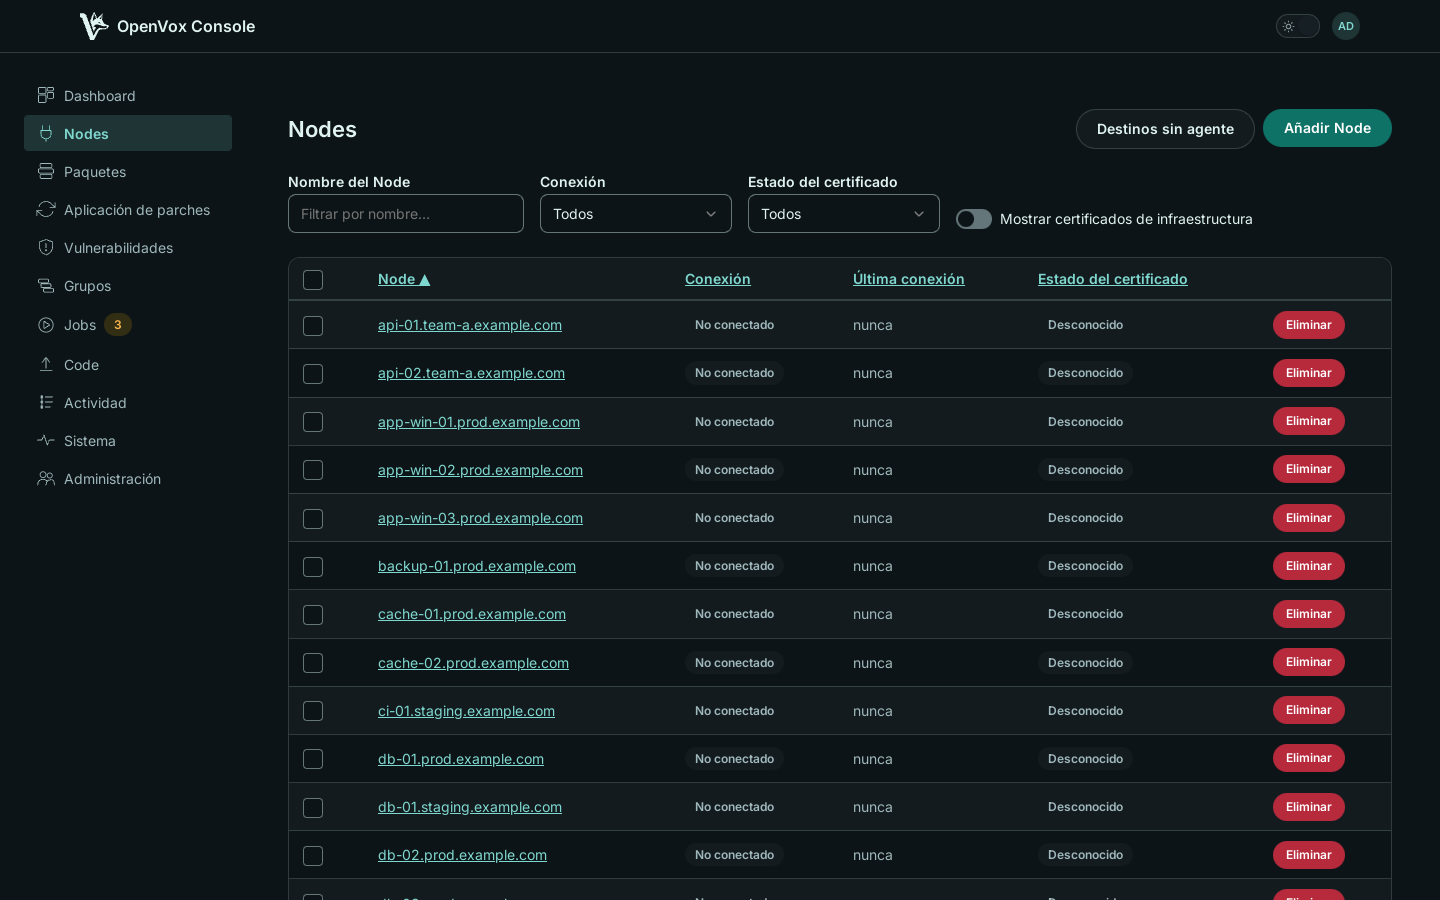 OpenVox Console
AD
Dashboard
Nodes
Paquetes
Aplicación de parches
Vulnerabilidades
Grupos
Jobs 3
Code
Actividad
Sistema
Administración
Nodes
Destinos sin agente
Añadir Node
Nombre del Node
Conexión
Estado del certificado
Filtrar por nombre...
Todos
Todos
Mostrar certificados de infraestructura
Node ▲ Conexión Última conexión Estado del certificado
api-01.team-a.example.com No conectado nunca Desconocido Eliminar
api-02.team-a.example.com No conectado nunca Desconocido Eliminar
app-win-01.prod.example.com No conectado nunca Desconocido Eliminar
app-win-02.prod.example.com No conectado nunca Desconocido Eliminar
app-win-03.prod.example.com No conectado nunca Desconocido Eliminar
backup-01.prod.example.com No conectado nunca Desconocido Eliminar
cache-01.prod.example.com No conectado nunca Desconocido Eliminar
cache-02.prod.example.com No conectado nunca Desconocido Eliminar
ci-01.staging.example.com No conectado nunca Desconocido Eliminar
db-01.prod.example.com No conectado nunca Desconocido Eliminar
db-01.staging.example.com No conectado nunca Desconocido Eliminar
db-02.prod.example.com No conectado nunca Desconocido Eliminar